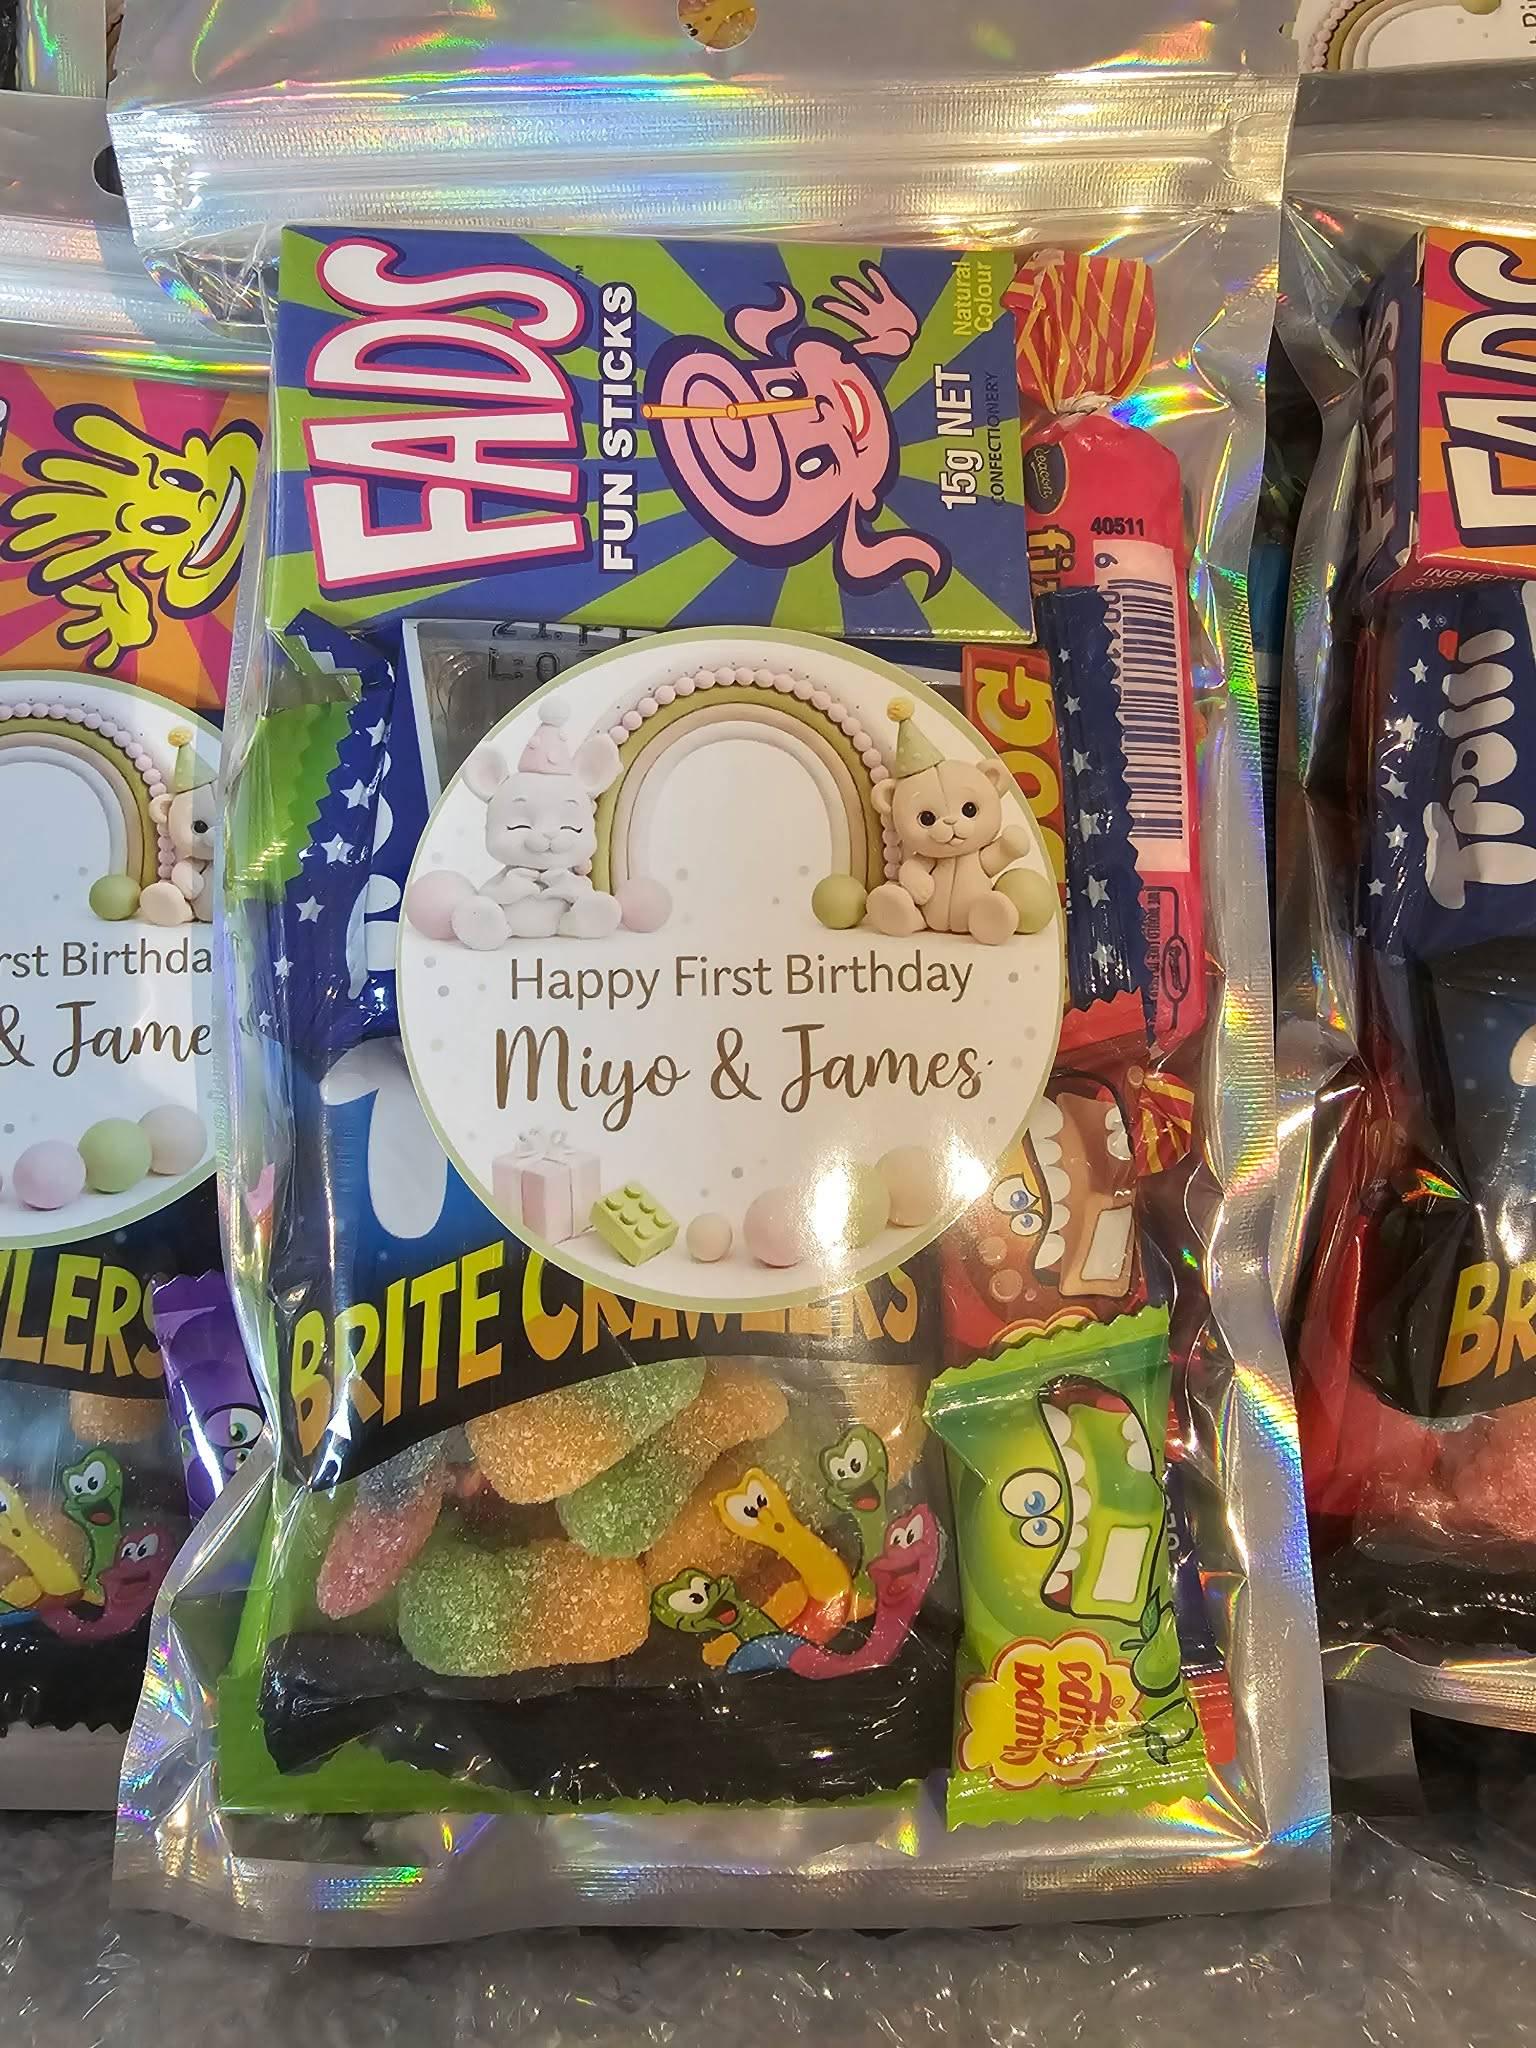 FADS™
FUN STICKS
15g NET
CONFECTIONERY
Natural
Colour
40511
Happy First Birthday
Miyo & James
BRITE CRAWLERS
Chupa
Chups®
rst Birthda
& Jame
LERS
FADS
Trolli
BR